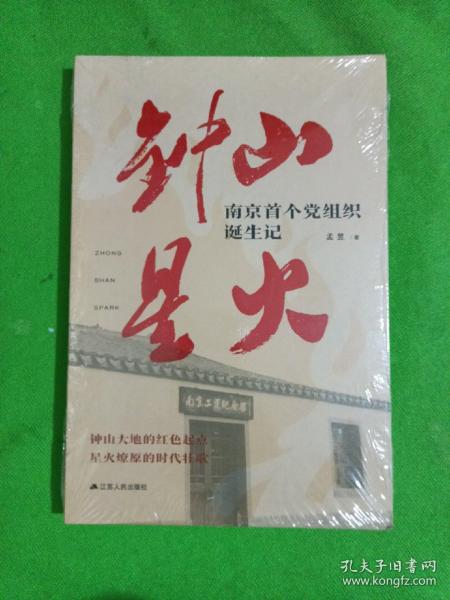 钟山
星火
南京首个党组织
诞生记
孟昱 著
ZHONG
SHAN
SPARK
钟山大地的红色起点
星火燎原的时代壮歌
江苏人民出版社
孔夫子旧书网
www.kongfz.com